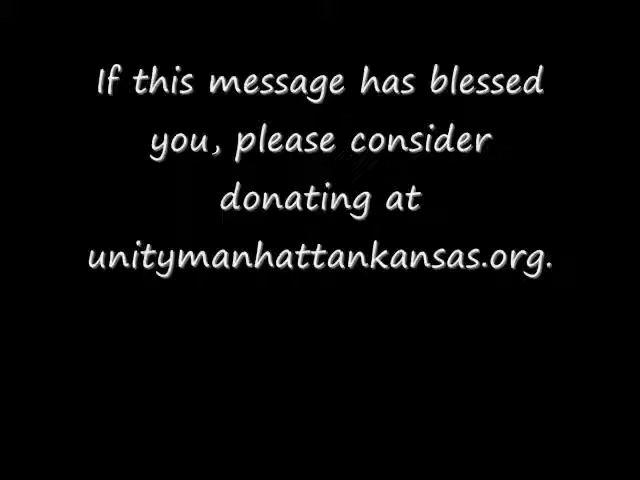 If this message has blessed
you, please consider
donating at
unitymanhattankansas.org.